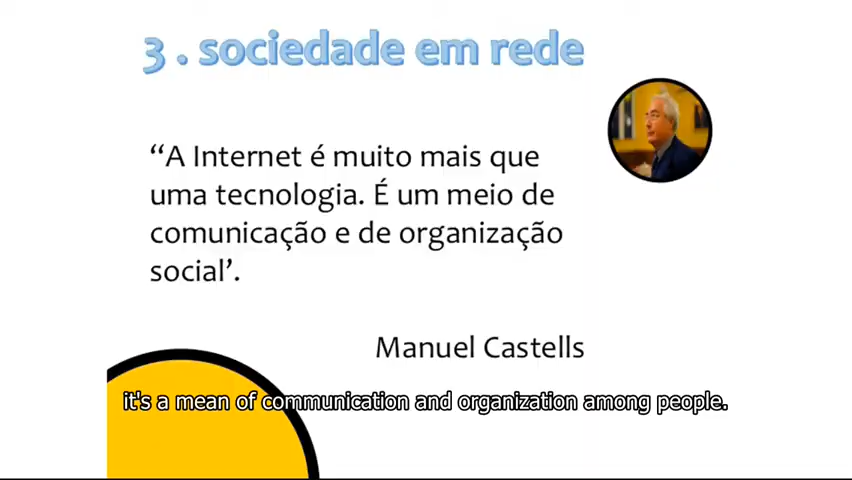 3 . sociedade em rede
“A Internet é muito mais que
uma tecnologia. É um meio de
comunicação e de organização
social’.
Manuel Castells
it's a mean of communication and organization among people.